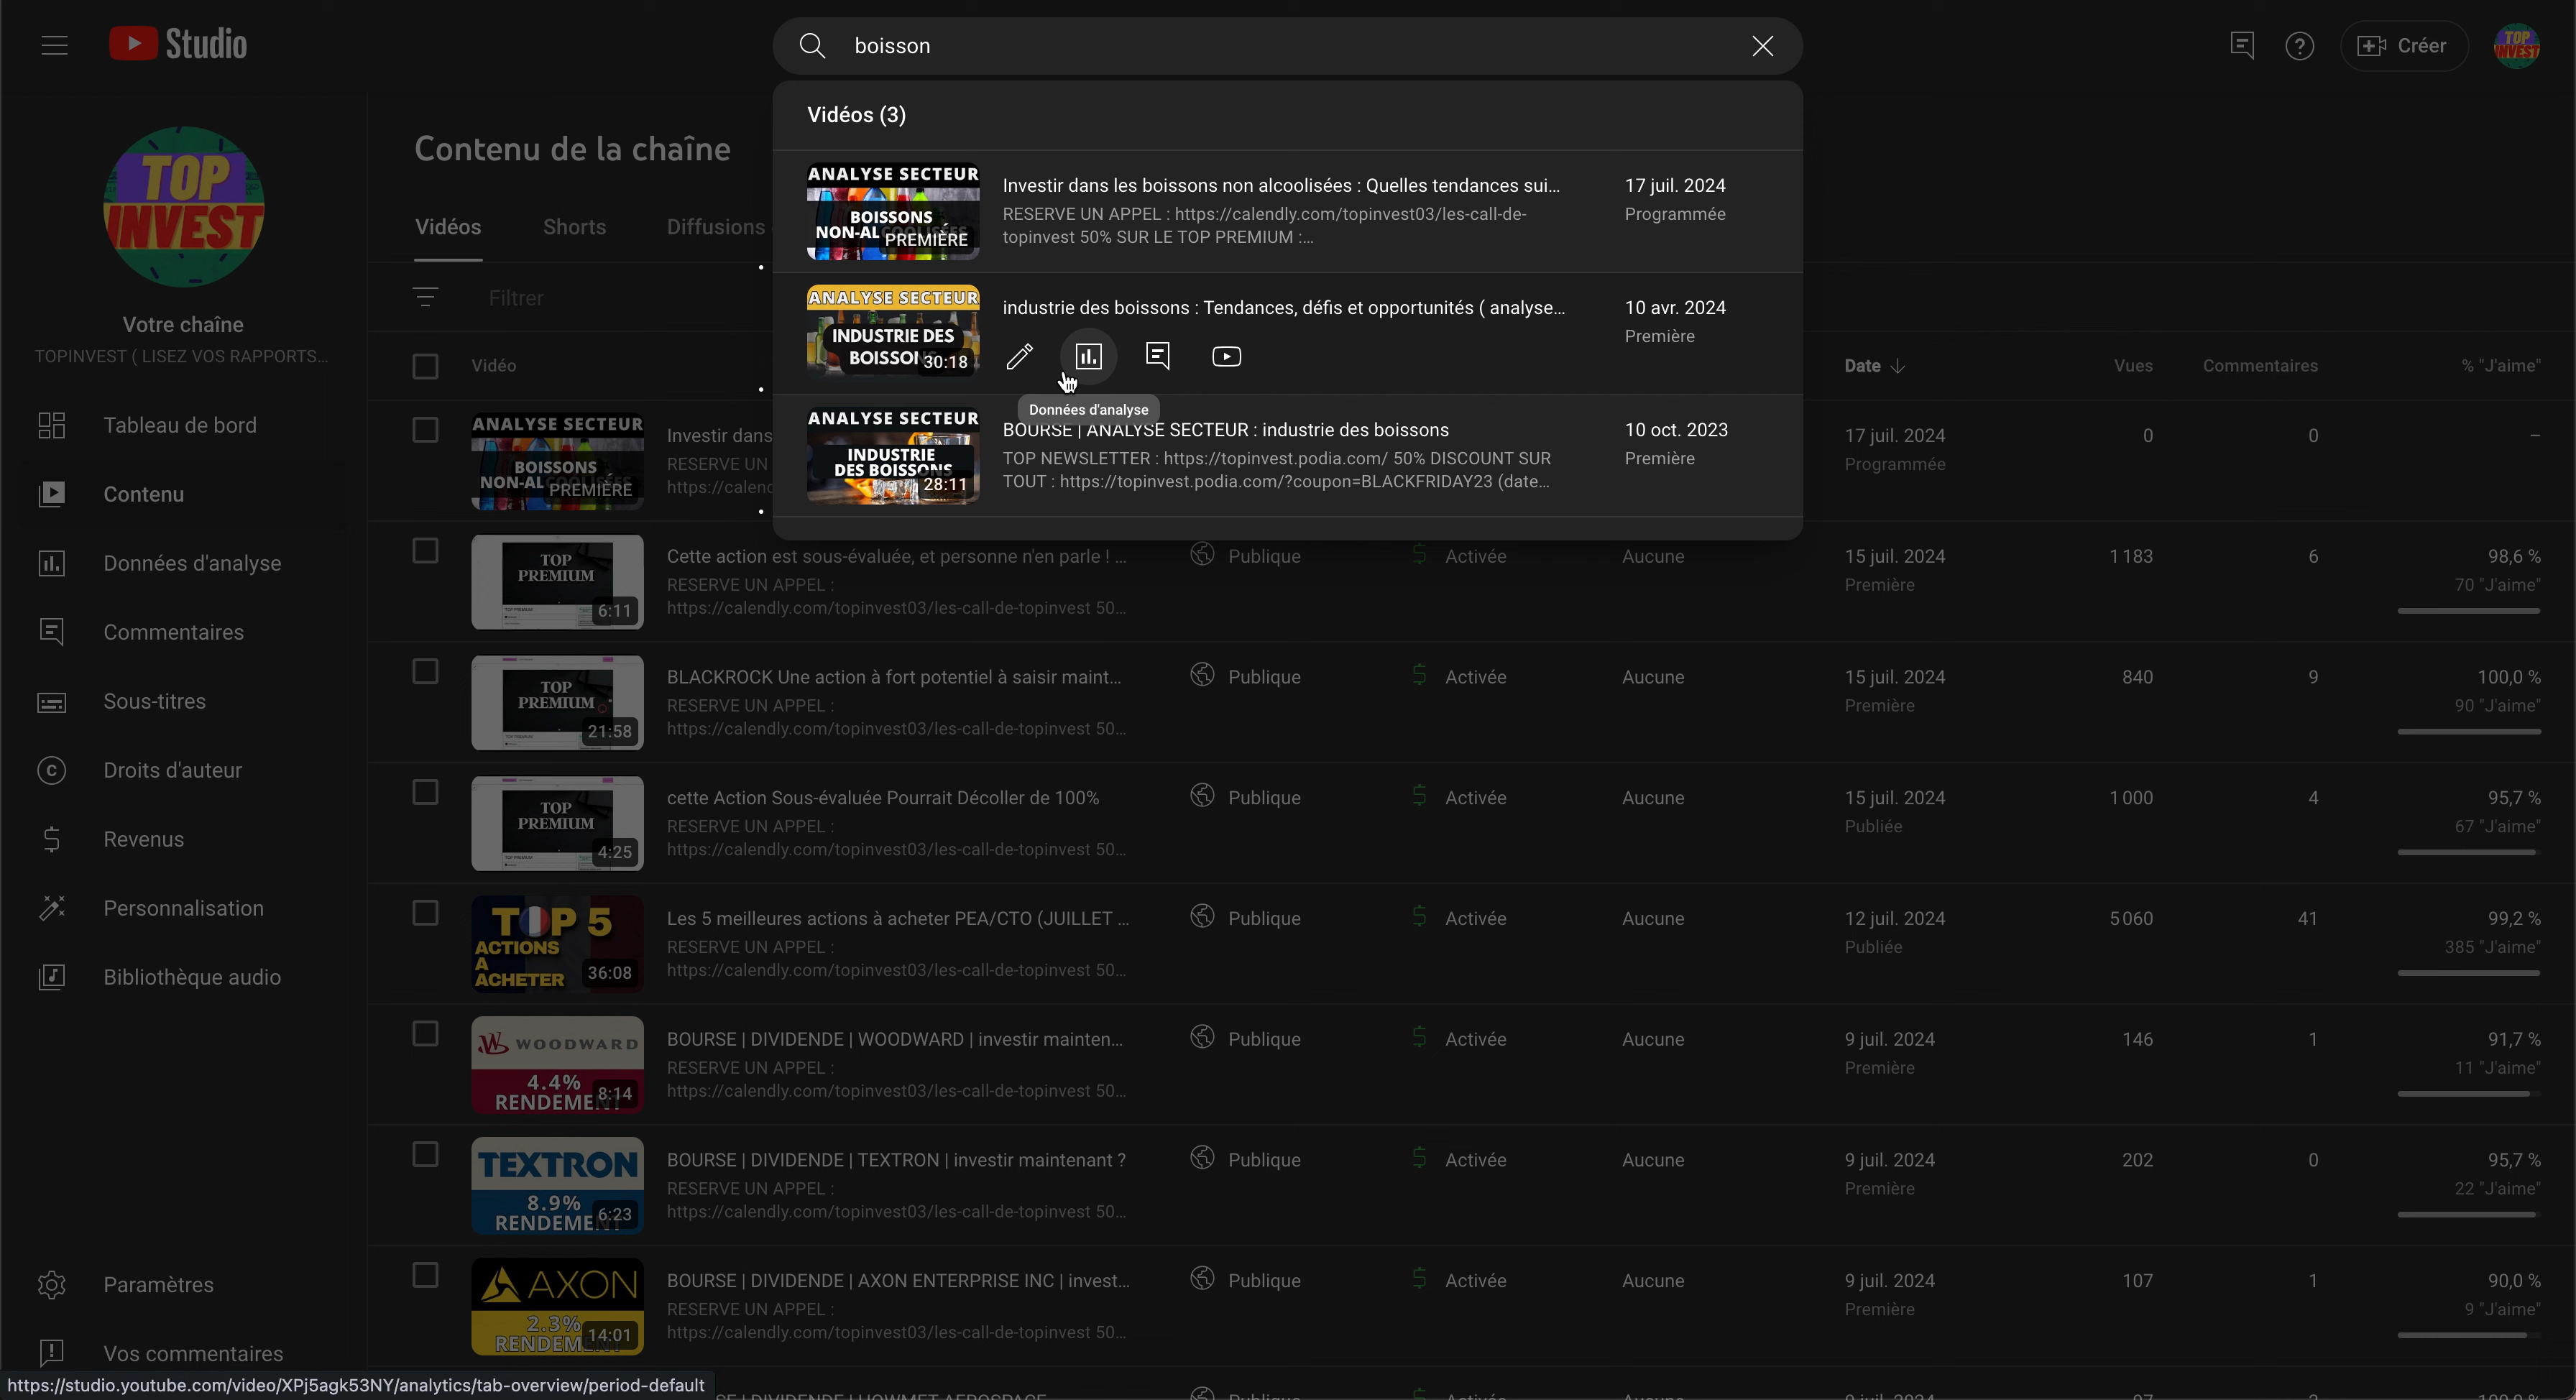 Studio
boisson
Créer
TOP
INVEST
Votre chaîne
TOPINVEST ( LISEZ VOS RAPPORTS...
Tableau de bord
Contenu
Données d'analyse
Commentaires
Sous-titres
Droits d'auteur
Revenus
Personnalisation
Bibliothèque audio
Paramètres
Vos commentaires
Contenu de la chaîne
Vidéos
Shorts
Diffusions
Filtrer
Vidéos (3)
ANALYSE SECTEUR
BOISSONS
PREMIÈRE
Investir dans les boissons non alcoolisées : Quelles tendances sui...
RESERVE UN APPEL : https://calendly.com/topinvest03/les-call-de-
topinvest 50% SUR LE TOP PREMIUM :...
17 juil. 2024
Programmée
ANALYSE SECTEUR
INDUSTRIE DES
30:18
industrie des boissons : Tendances, défis et opportunités ( analyse...
10 avr. 2024
Première
Données d'analyse
ANALYSE SECTEUR
INDUSTRIE
DES BOISSONS
28:11
BOURSE | ANALYSE SECTEUR : industrie des boissons
TOP NEWSLETTER : https://topinvest.podia.com/ 50% DISCOUNT SUR
TOUT : https://topinvest.podia.com/?coupon=BLACKFRIDAY23 (date...
10 oct. 2023
Première
Vidéo
Date
Vues
Commentaires
% "J'aime"
ANALYSE SECTEUR
BOISSONS
PREMIÈRE
Investir dans
RESERVE UN
https://calenc
17 juil. 2024
Programmée
0
0
–
TOP
PREMIUM
6:11
Cette action est sous-évaluée, et personne n'en parle ! ...
RESERVE UN APPEL :
https://calendly.com/topinvest03/les-call-de-topinvest 50...
Publique
Activée
Aucune
15 juil. 2024
Première
1 183
6
98,6 %
70 "J'aime"
TOP
PREMIUM
21:58
BLACKROCK Une action à fort potentiel à saisir maint...
RESERVE UN APPEL :
https://calendly.com/topinvest03/les-call-de-topinvest 50...
Publique
Activée
Aucune
15 juil. 2024
Première
840
9
100,0 %
90 "J'aime"
TOP
PREMIUM
4:25
cette Action Sous-évaluée Pourrait Décoller de 100%
RESERVE UN APPEL :
https://calendly.com/topinvest03/les-call-de-topinvest 50...
Publique
Activée
Aucune
15 juil. 2024
Publiée
1 000
4
95,7 %
67 "J'aime"
TOP 5
ACTIONS
A
ACHETER
36:08
Les 5 meilleures actions à acheter PEA/CTO (JUILLET ...
RESERVE UN APPEL :
https://calendly.com/topinvest03/les-call-de-topinvest 50...
Publique
Activée
Aucune
12 juil. 2024
Publiée
5 060
41
99,2 %
385 "J'aime"
WOODWARD
4.4%
RENDEMENT
8:14
BOURSE | DIVIDENDE | WOODWARD | investir mainten...
RESERVE UN APPEL :
https://calendly.com/topinvest03/les-call-de-topinvest 50...
Publique
Activée
Aucune
9 juil. 2024
Première
146
1
91,7 %
11 "J'aime"
TEXTRON
8.9%
RENDEMENT
6:23
BOURSE | DIVIDENDE | TEXTRON | investir maintenant ?
RESERVE UN APPEL :
https://calendly.com/topinvest03/les-call-de-topinvest 50...
Publique
Activée
Aucune
9 juil. 2024
Première
202
0
95,7 %
22 "J'aime"
AXON
2.3%
14:01
BOURSE | DIVIDENDE | AXON ENTERPRISE INC | invest...
RESERVE UN APPEL :
https://calendly.com/topinvest03/les-call-de-topinvest 50...
Publique
Activée
Aucune
9 juil. 2024
Première
107
1
90,0 %
9 "J'aime"
https://studio.youtube.com/video/XPj5agk53NY/analytics/tab-overview/period-default